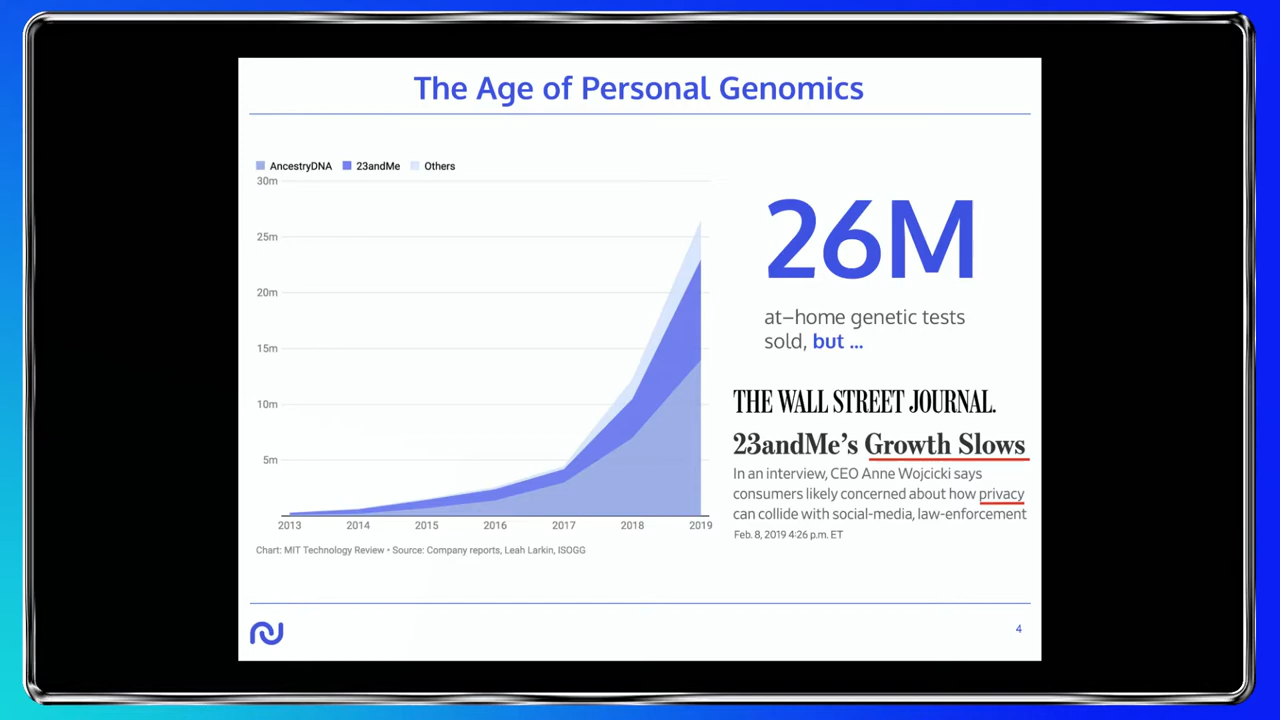 The Age of Personal Genomics
AncestryDNA 23andMe Others
30m
25m
20m
15m
10m
5m
2013 2014 2015 2016 2017 2018 2019
Chart: MIT Technology Review • Source: Company reports, Leah Larkin, ISOGG
26M
at–home genetic tests
sold, but ...
THE WALL STREET JOURNAL.
23andMe’s Growth Slows
In an interview, CEO Anne Wojcicki says
consumers likely concerned about how privacy
can collide with social-media, law-enforcement
Feb. 8, 2019 4:26 p.m. ET
4